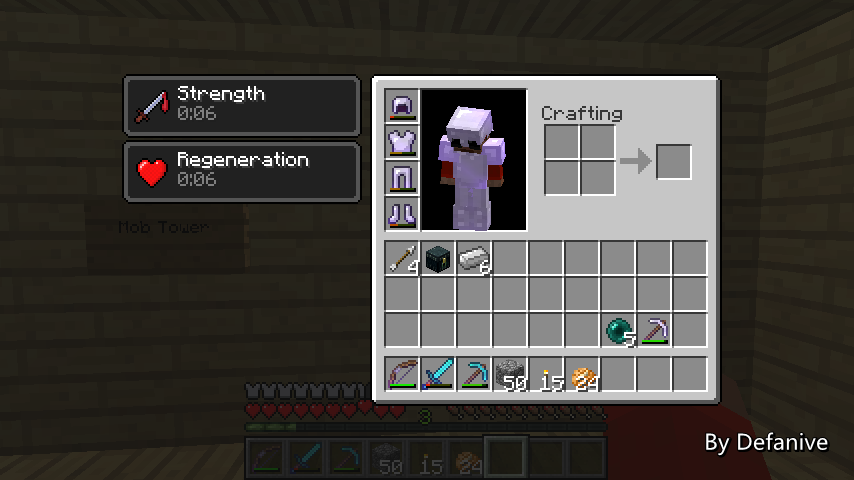 Strength
0:06
Regeneration
0:06
Crafting
Mob Tower
4
6
5
50
15
24
8
50
15
24
By Defanive